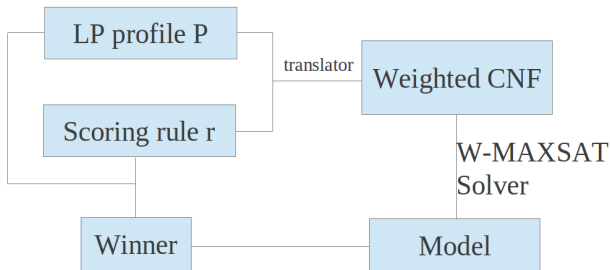 LP profile P
translator
Weighted CNF
Scoring rule r
W-MAXSAT
Solver
Winner
Model